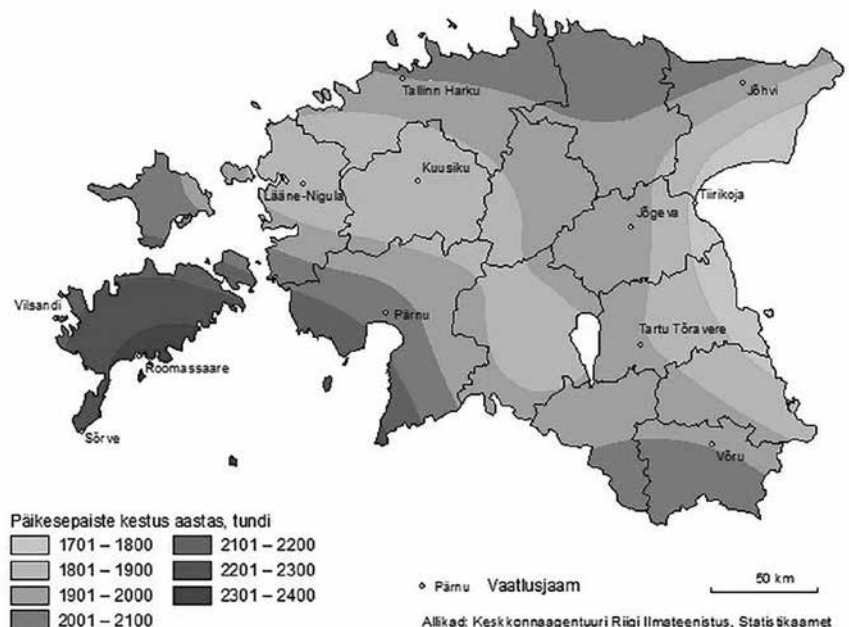 Tallinn Harku
Jõhvi
Kuusiku
Lääne-Nigula
Tiirikoja
Jõgeva
Vilsandi
Pärnu
Tartu Tõravere
Roomassaare
Sõrve
Võru
Päikesepaiste kestus aastas, tundi
1701 – 1800
2101 – 2200
1801 – 1900
2201 – 2300
1901 – 2000
2301 – 2400
2001 – 2100
Pärnu Vaatlusjaam
50 km
Allikad: Keskkonnaagentuuri Riigi Ilmateenistus, Statistikaamet